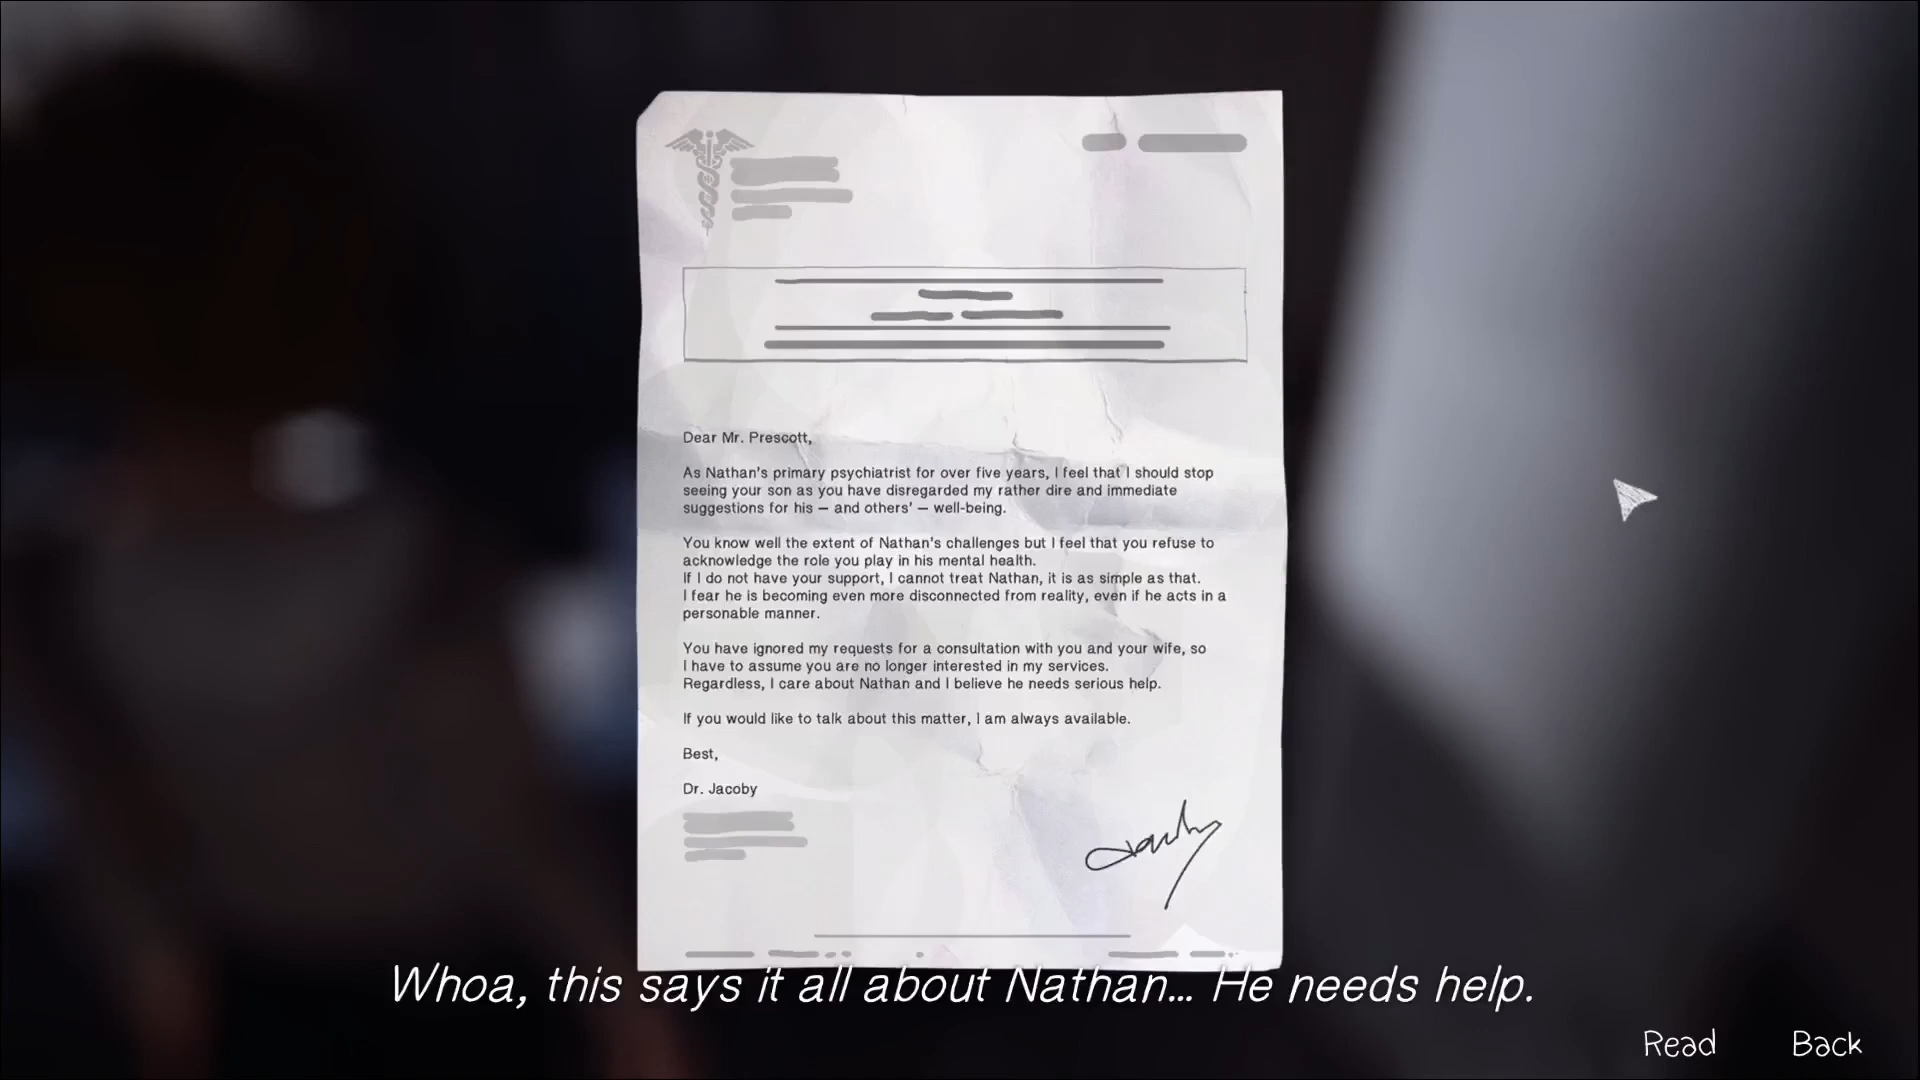 Dear Mr. Prescott,
As Nathan's primary psychiatrist for over five years, I feel that I should stop
seeing your son as you have disregarded my rather dire and immediate
suggestions for his – and others' – well-being.
You know well the extent of Nathan's challenges but I feel that you refuse to
acknowledge the role you play in his mental health.
If I do not have your support, I cannot treat Nathan, it is as simple as that.
I fear he is becoming even more disconnected from reality, even if he acts in a
personable manner.
You have ignored my requests for a consultation with you and your wife, so
I have to assume you are no longer interested in my services.
Regardless, I care about Nathan and I believe he needs serious help.
If you would like to talk about this matter, I am always available.
Best,
Dr. Jacoby
Whoa, this says it all about Nathan... He needs help.
Read Back